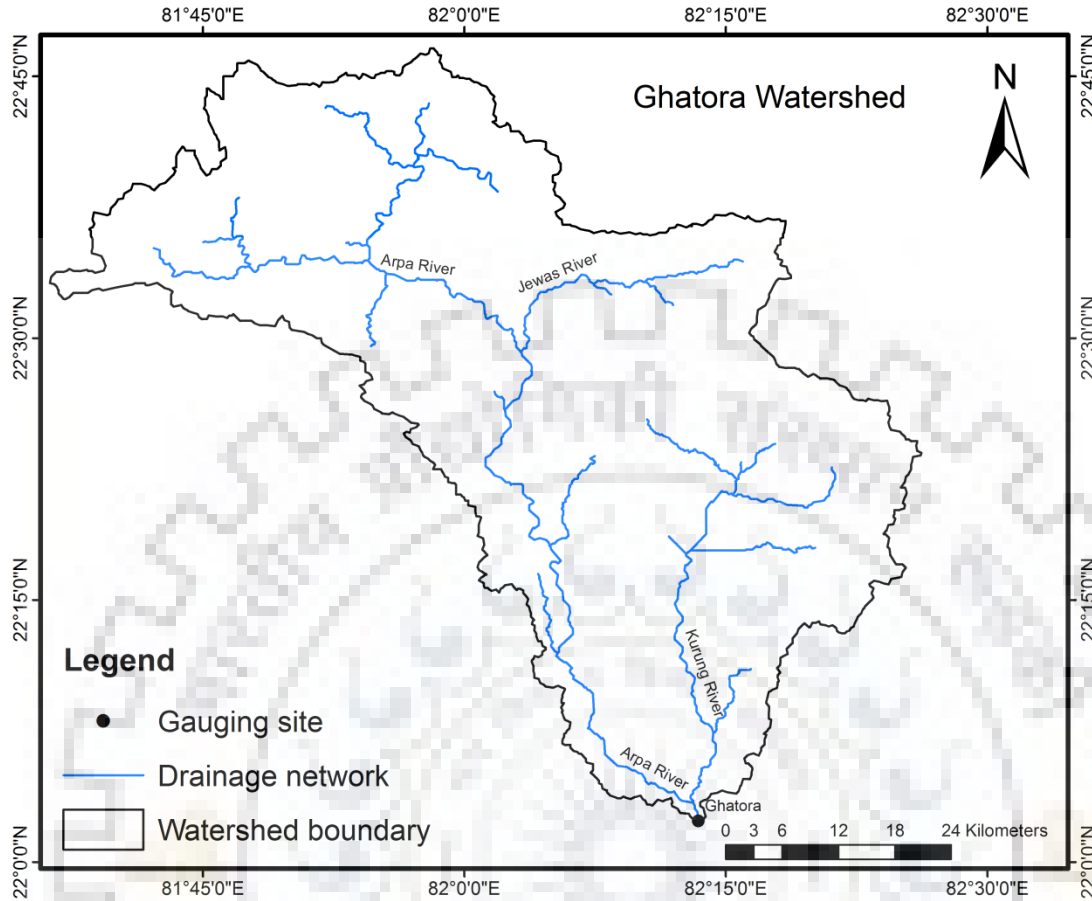 81°45'0"E 82°0'0"E 82°15'0"E 82°30'0"E
22°45'0"N 22°45'0"N
Ghatora Watershed
N
Arpa River
Jewas River
22°30'0"N 22°30'0"N
22°15'0"N 22°15'0"N
Kurung River
Legend
Gauging site
Drainage network
Watershed boundary
Arpa River
Ghatora
0 3 6 12 18 24 Kilometers
22°0'0"N 22°0'0"N
81°45'0"E 82°0'0"E 82°15'0"E 82°30'0"E